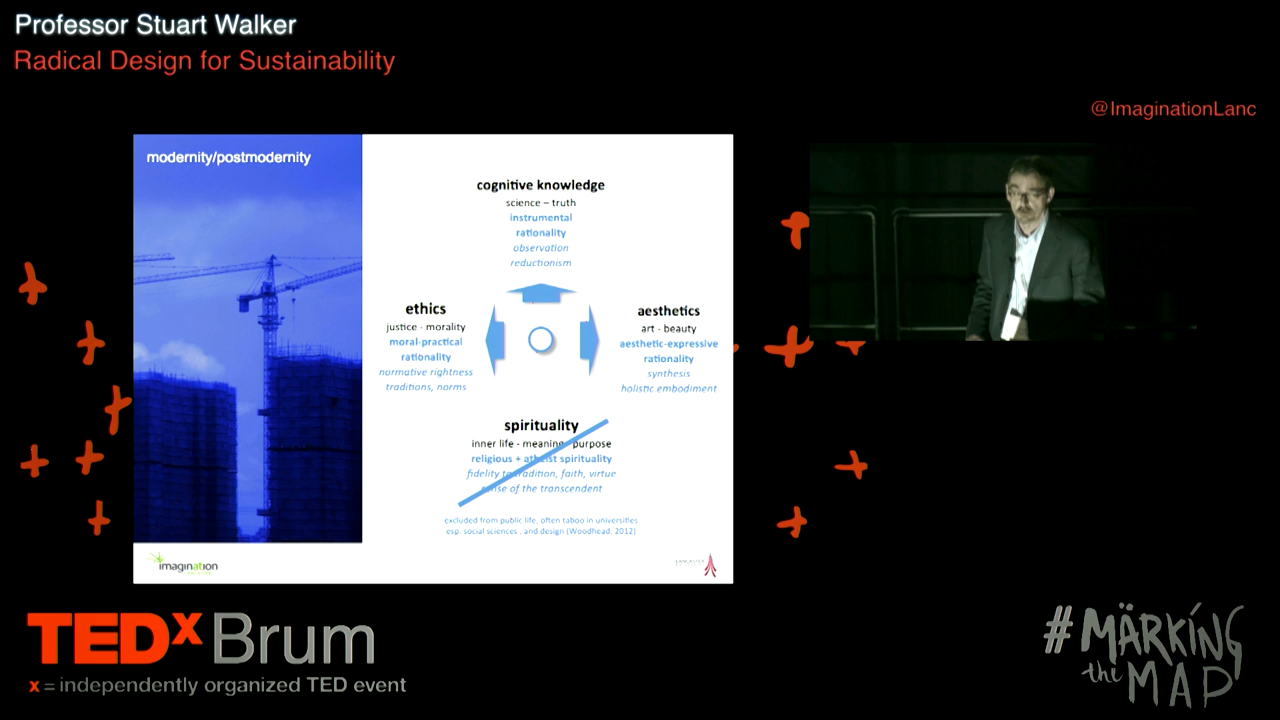 Professor Stuart Walker
Radical Design for Sustainability
@ImaginationLanc
modernity/postmodernity
cognitive knowledge
science – truth
instrumental
rationality
observation
reductionism
ethics
justice - morality
moral-practical
rationality
normative rightness
traditions, norms
aesthetics
art - beauty
aesthetic-expressive
rationality
synthesis
holistic embodiment
spirituality
inner life - meaning - purpose
religious + atheist spirituality
fidelity to tradition, faith, virtue
sense of the transcendent
excluded from public life, often taboo in universities
esp. social sciences , and design (Woodhead, 2012)
imagination
TEDxBrum
x = independently organized TED event
#MÄRKÍNG
the MAP